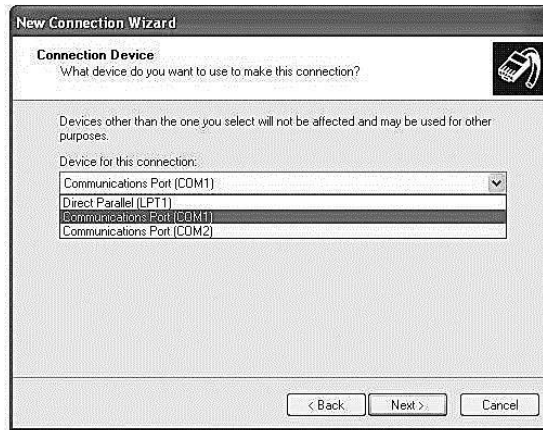 New Connection Wizard
Connection Device
What device do you want to use to make this connection?
Devices other than the one you select will not be affected and may be used for other
purposes.
Device for this connection:
Communications Port (COM1)
Direct Parallel (LPT1)
Communications Port (COM1)
Communications Port (COM2)
< Back
Next >
Cancel